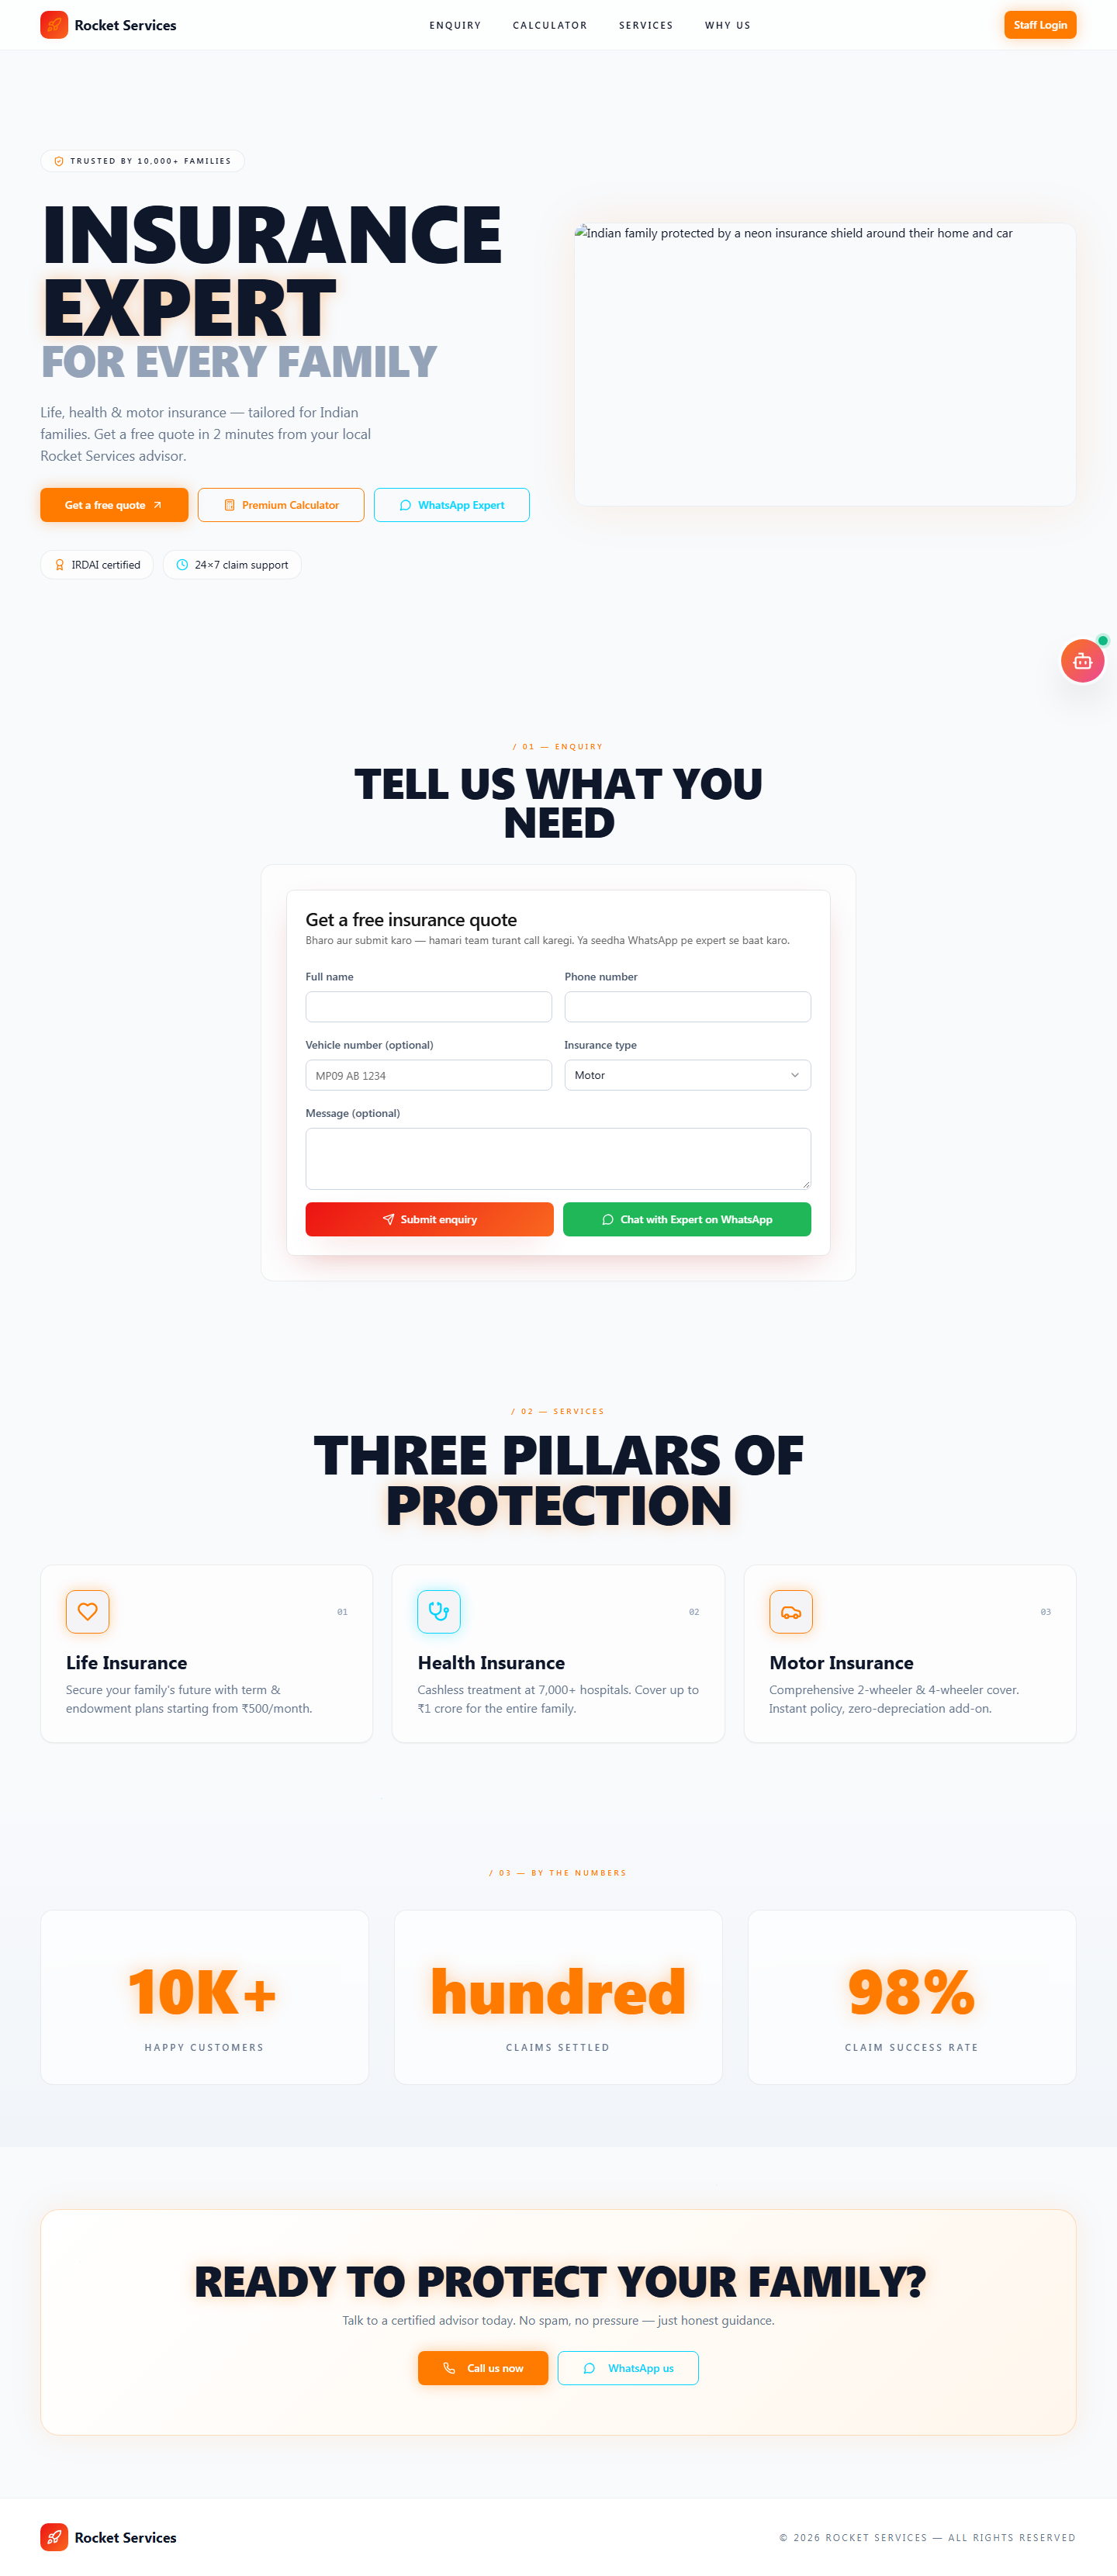 Rocket Services
ENQUIRY
CALCULATOR
SERVICES
WHY US
Staff Login
TRUSTED BY 10,000+ FAMILIES
INSURANCE
EXPERT
FOR EVERY FAMILY
Indian family protected by a neon insurance shield around their home and car
Life, health & motor insurance — tailored for Indian
families. Get a free quote in 2 minutes from your local
Rocket Services advisor.
Get a free quote
Premium Calculator
WhatsApp Expert
IRDAI certified
24×7 claim support
/ 01 — ENQUIRY
TELL US WHAT YOU
NEED
Get a free insurance quote
Bharo aur submit karo — hamari team turant call karegi. Ya seedha WhatsApp pe expert se baat karo.
Full name
Phone number
Vehicle number (optional)
Insurance type
MP09 AB 1234
Motor
Message (optional)
Submit enquiry
Chat with Expert on WhatsApp
/ 02 — SERVICES
THREE PILLARS OF
PROTECTION
01
Life Insurance
Secure your family's future with term &
endowment plans starting from ₹500/month.
02
Health Insurance
Cashless treatment at 7,000+ hospitals. Cover up to
₹1 crore for the entire family.
03
Motor Insurance
Comprehensive 2-wheeler & 4-wheeler cover.
Instant policy, zero-depreciation add-on.
/ 03 — BY THE NUMBERS
10K+
HAPPY CUSTOMERS
hundred
CLAIMS SETTLED
98%
CLAIM SUCCESS RATE
READY TO PROTECT YOUR FAMILY?
Talk to a certified advisor today. No spam, no pressure — just honest guidance.
Call us now
WhatsApp us
Rocket Services
© 2026 ROCKET SERVICES — ALL RIGHTS RESERVED